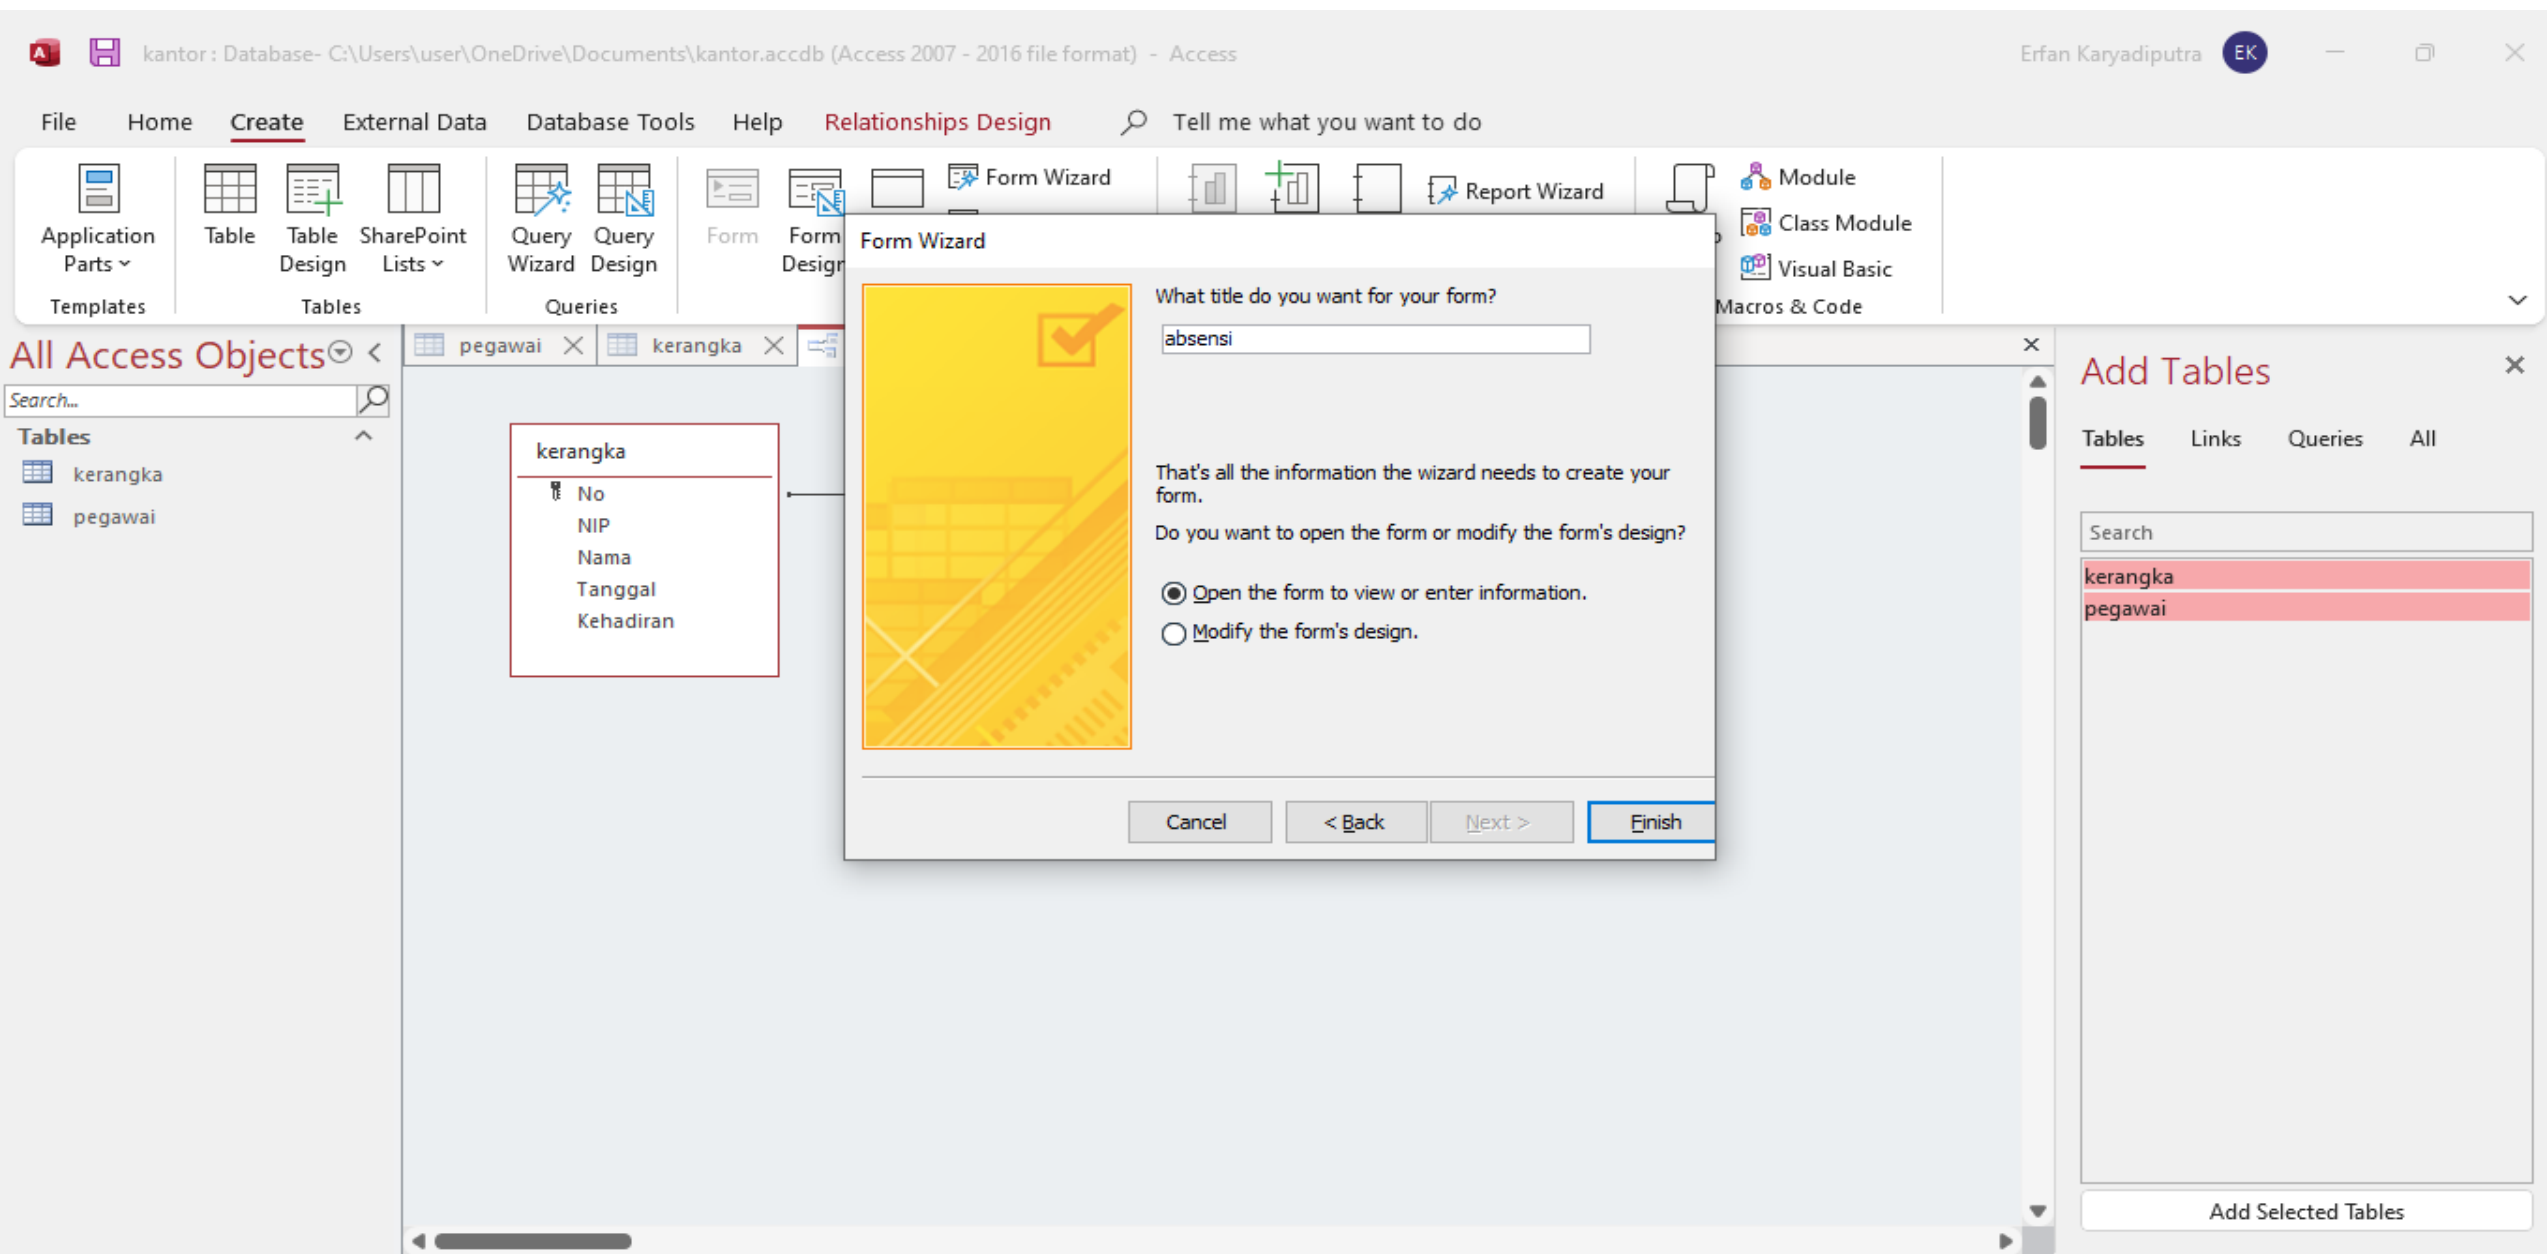 kantor : Database- C:\Users\user\OneDrive\Documents\kantor.accdb (Access 2007 - 2016 file format) - Access
Erfan Karyadiputra
EK
File Home Create External Data Database Tools Help Relationships Design Tell me what you want to do
Application Parts
Table
Table Design
SharePoint Lists
Query Wizard
Query Design
Form
Form Design
Form Wizard
Report Wizard
Module
Class Module
Visual Basic
Templates
Tables
Queries
Macros & Code
All Access Objects
Search...
Tables
kerangka
pegawai
pegawai
kerangka
kerangka
No
NIP
Nama
Tanggal
Kehadiran
Form Wizard
What title do you want for your form?
absensi
That's all the information the wizard needs to create your
form.
Do you want to open the form or modify the form's design?
Open the form to view or enter information.
Modify the form's design.
Cancel
< Back
Next >
Finish
Add Tables
Tables Links Queries All
Search
kerangka
pegawai
Add Selected Tables